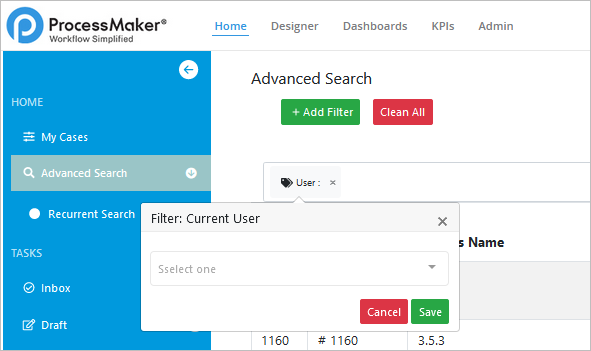 ProcessMaker®
Workflow Simplified
Home Designer Dashboards KPIs Admin
HOME
My Cases
Advanced Search
Recurrent Search
TASKS
Inbox
Draft
Advanced Search
+ Add Filter Clean All
User : ×
Filter: Current User ×
Sselect one
Cancel Save
s Name
1160 # 1160 3.5.3